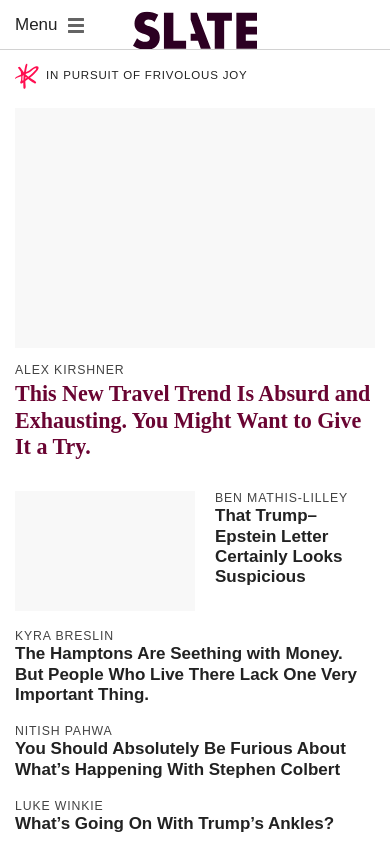 Menu
SLATE
IN PURSUIT OF FRIVOLOUS JOY
ALEX KIRSHNER
This New Travel Trend Is Absurd and
Exhausting. You Might Want to Give
It a Try.
BEN MATHIS-LILLEY
That Trump–
Epstein Letter
Certainly Looks
Suspicious
KYRA BRESLIN
The Hamptons Are Seething with Money.
But People Who Live There Lack One Very
Important Thing.
NITISH PAHWA
You Should Absolutely Be Furious About
What’s Happening With Stephen Colbert
LUKE WINKIE
What’s Going On With Trump’s Ankles?